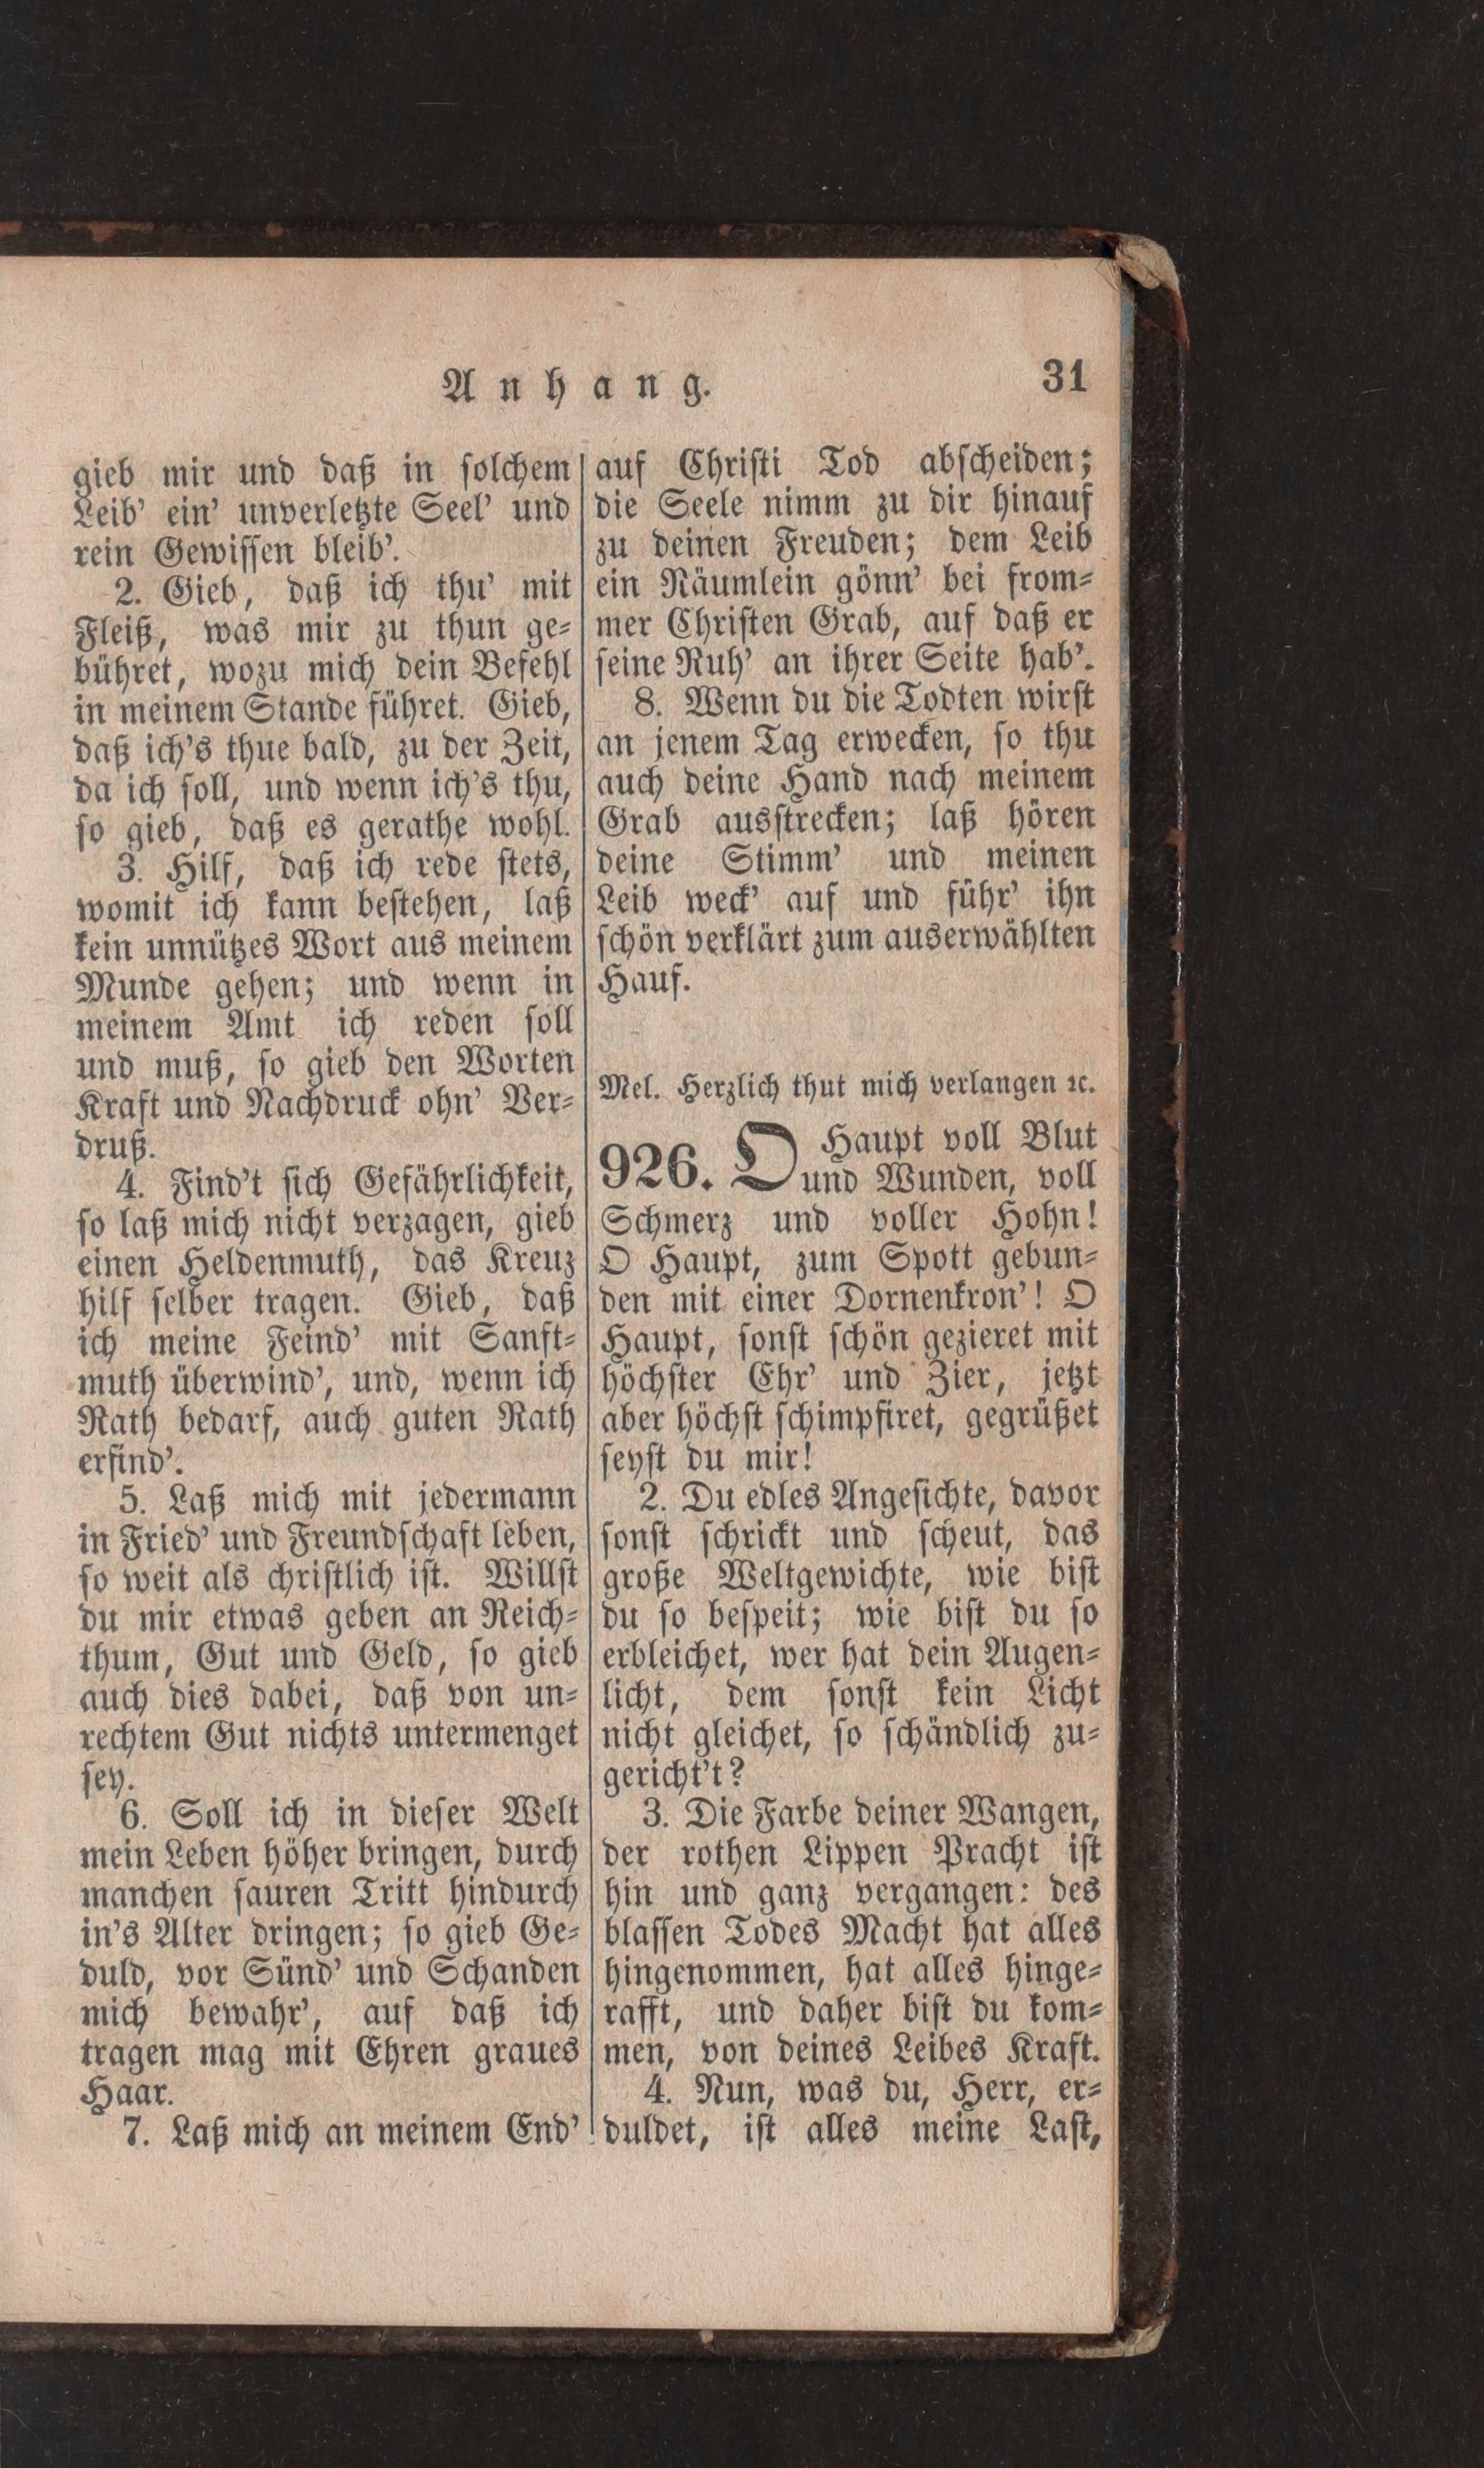 Anhang.
31
gieb mir und daß in solchem
Leib' ein' unverletzte Seel' und
rein Gewissen bleib'.
2. Gieb, daß ich thu' mit
Fleiß, was mir zu thun ge-
bühret, wozu mich dein Befehl
in meinem Stande führet. Gieb,
daß ich's thue bald, zu der Zeit,
da ich soll, und wenn ich's thu,
so gieb, daß es gerathe wohl.
3. Hilf, daß ich rede stets,
womit ich kann bestehen, laß
kein unnützes Wort aus meinem
Munde gehen; und wenn in
meinem Amt ich reden soll
und muß, so gieb den Worten
Kraft und Nachdruck ohn' Ver-
druß.
4. Find't sich Gefährlichkeit,
so laß mich nicht verzagen, gieb
einen Heldenmuth, das Kreuz
hilf selber tragen. Gieb, daß
ich meine Feind' mit Sanft-
muth überwind', und, wenn ich
Rath bedarf, auch guten Rath
erfind'.
5. Laß mich mit jedermann
in Fried' und Freundschaft leben,
so weit als christlich ist. Willst
du mir etwas geben an Reich-
thum, Gut und Geld, so gieb
auch dies dabei, daß von un-
rechtem Gut nichts untermenget
sey.
6. Soll ich in dieser Welt
mein Leben höher bringen, durch
manchen sauren Tritt hindurch
in's Alter dringen; so gieb Ge-
duld, vor Sünd' und Schanden
mich bewahr', auf daß ich
tragen mag mit Ehren graues
Haar.
7. Laß mich an meinem End'
auf Christi Tod abscheiden;
die Seele nimm zu dir hinauf
zu deinen Freuden; dem Leib
ein Räumlein gönn' bei from-
mer Christen Grab, auf daß er
seine Ruh' an ihrer Seite hab'.
8. Wenn du die Todten wirst
an jenem Tag erwecken, so thu
auch deine Hand nach meinem
Grab ausstrecken; laß hören
deine Stimm' und meinen
Leib weck' auf und führ' ihn
schön verklärt zum auserwählten
Hauf.
Mel. Herzlich thut mich verlangen ꝛc.
926. O Haupt voll Blut
und Wunden, voll
Schmerz und voller Hohn!
O Haupt, zum Spott gebun-
den mit einer Dornenkron'! O
Haupt, sonst schön gezieret mit
höchster Ehr' und Zier, jetzt
aber höchst schimpfiret, gegrüßet
seyst du mir!
2. Du edles Angesichte, davor
sonst schrickt und scheut, das
große Weltgewichte, wie bist
du so bespeit; wie bist du so
erbleichet, wer hat dein Augen-
licht, dem sonst kein Licht
nicht gleichet, so schändlich zu-
gericht't?
3. Die Farbe deiner Wangen,
der rothen Lippen Pracht ist
hin und ganz vergangen: des
blassen Todes Macht hat alles
hingenommen, hat alles hinge-
rafft, und daher bist du kom-
men, von deines Leibes Kraft.
4. Nun, was du, Herr, er-
duldet, ist alles meine Last,